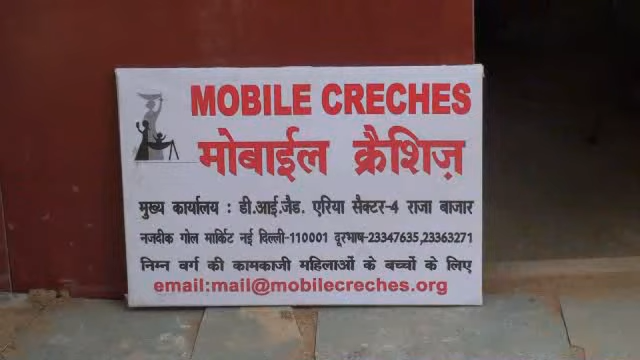 MOBILE CRECHES
मोबाईल क्रैशिज़
मुख्य कार्यालय : डी.आई.जैड. एरिया सैक्टर-4 राजा बाजार
नजदीक गोल मार्किट नई दिल्ली-110001 दूरभाष-23347635,23363271
निम्न वर्ग की कामकाजी महिलाओं के बच्चों के लिए
email:mail@mobilecreches.org